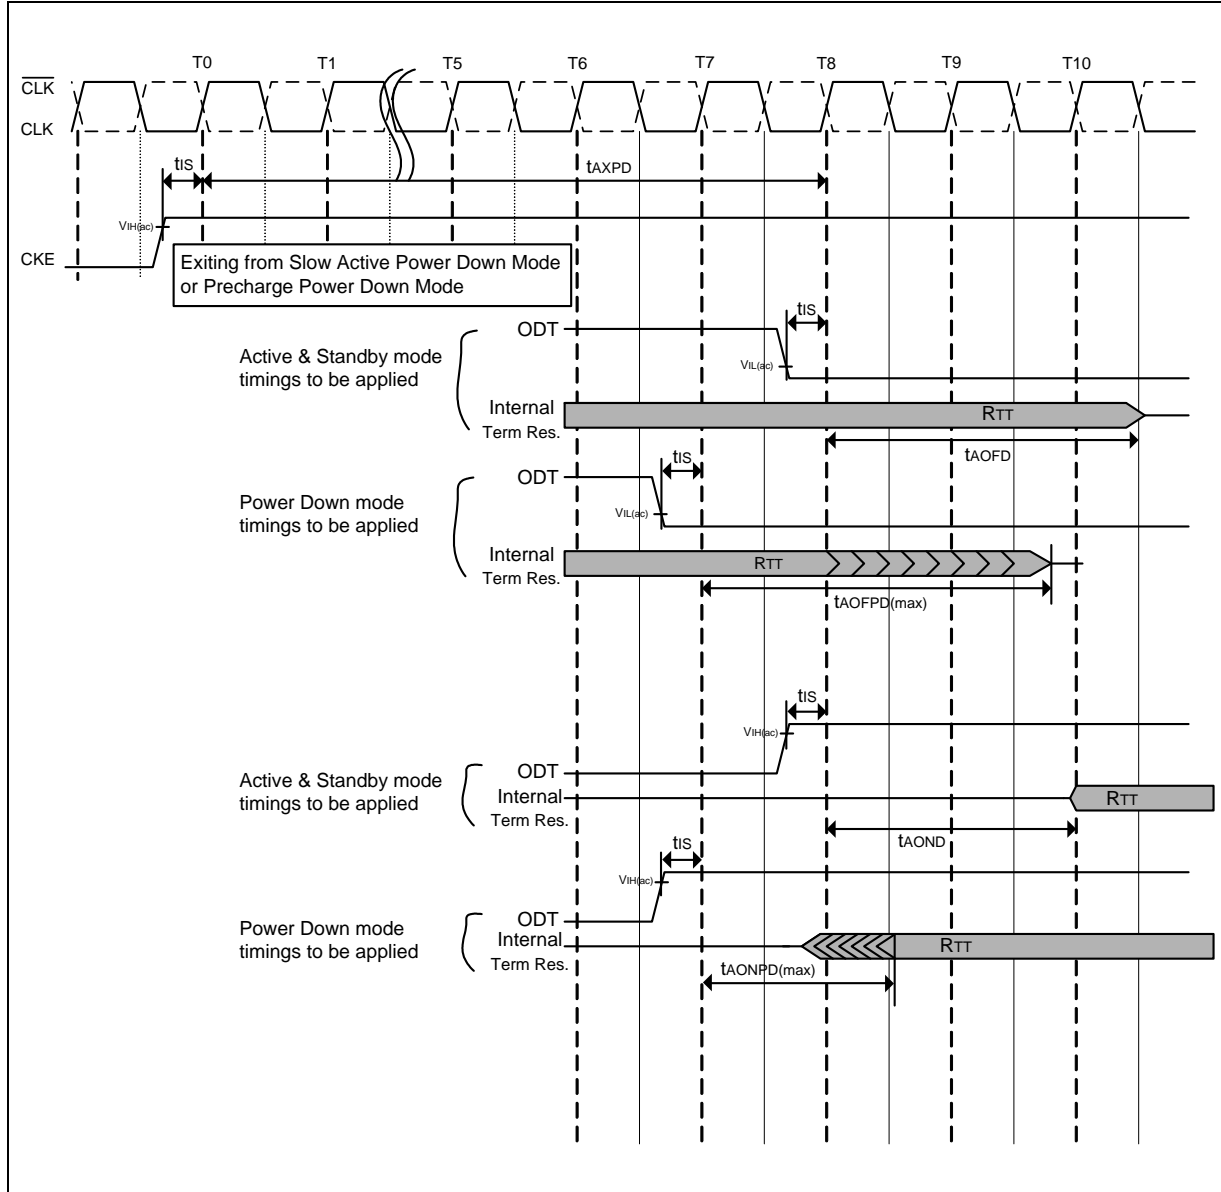 T0 T1 T5 T6 T7 T8 T9 T10
CLK
CLK
tIS
tAXPD
VIH(ac)
CKE
Exiting from Slow Active Power Down Mode
or Precharge Power Down Mode
tIS
ODT
Active & Standby mode
timings to be applied
VIL(ac)
Internal
Term Res.
RTT
tAOFD
tIS
ODT
Power Down mode
timings to be applied
VIL(ac)
Internal
Term Res.
RTT
tAOFPD(max)
tIS
VIH(ac)
ODT
Active & Standby mode
timings to be applied
Internal
Term Res.
RTT
tAOND
tIS
VIH(ac)
ODT
Power Down mode
timings to be applied
Internal
Term Res.
RTT
tAONPD(max)